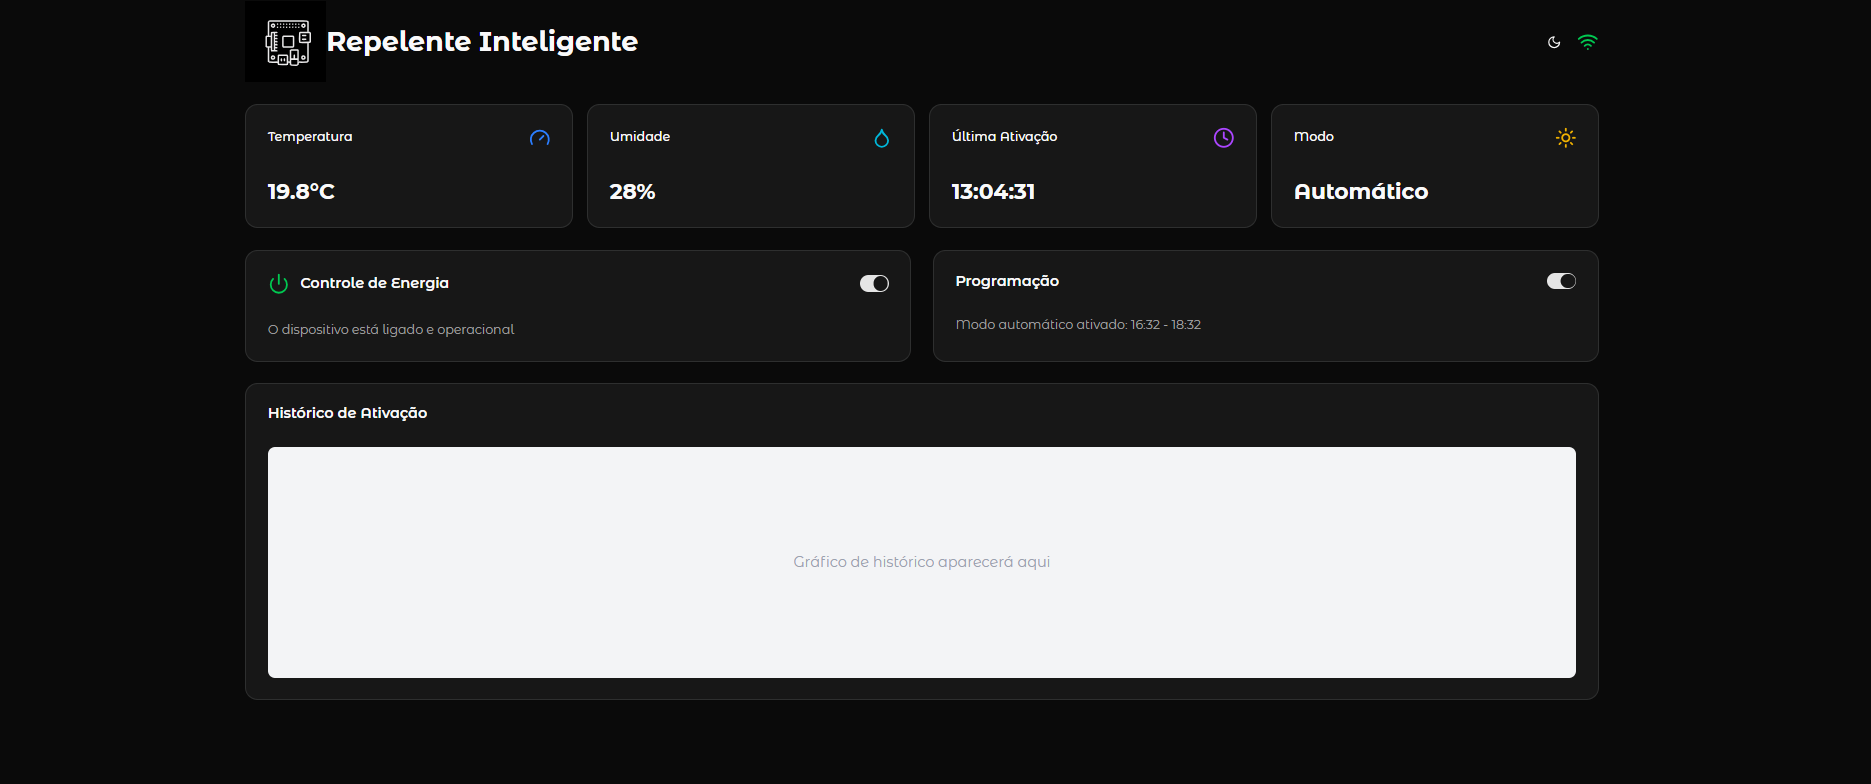 Repelente Inteligente
Temperatura
19.8°C
Umidade
28%
Última Ativação
13:04:31
Modo
Automático
Controle de Energia
O dispositivo está ligado e operacional
Programação
Modo automático ativado: 16:32 - 18:32
Histórico de Ativação
Gráfico de histórico aparecerá aqui